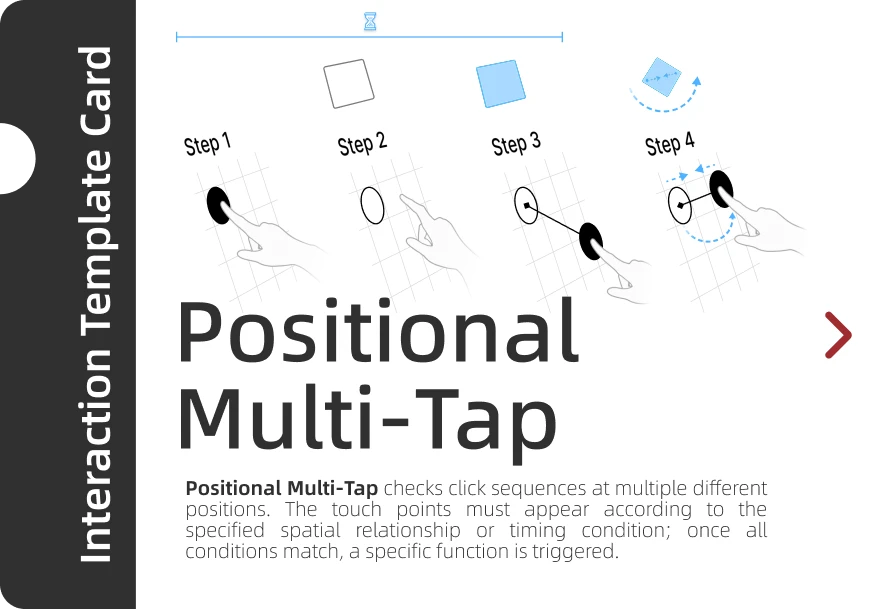 Interaction Template Card
Step 1
Step 2
Step 3
Step 4
Positional
Multi-Tap
Positional Multi-Tap checks click sequences at multiple different
positions. The touch points must appear according to the
specified spatial relationship or timing condition; once all
conditions match, a specific function is triggered.